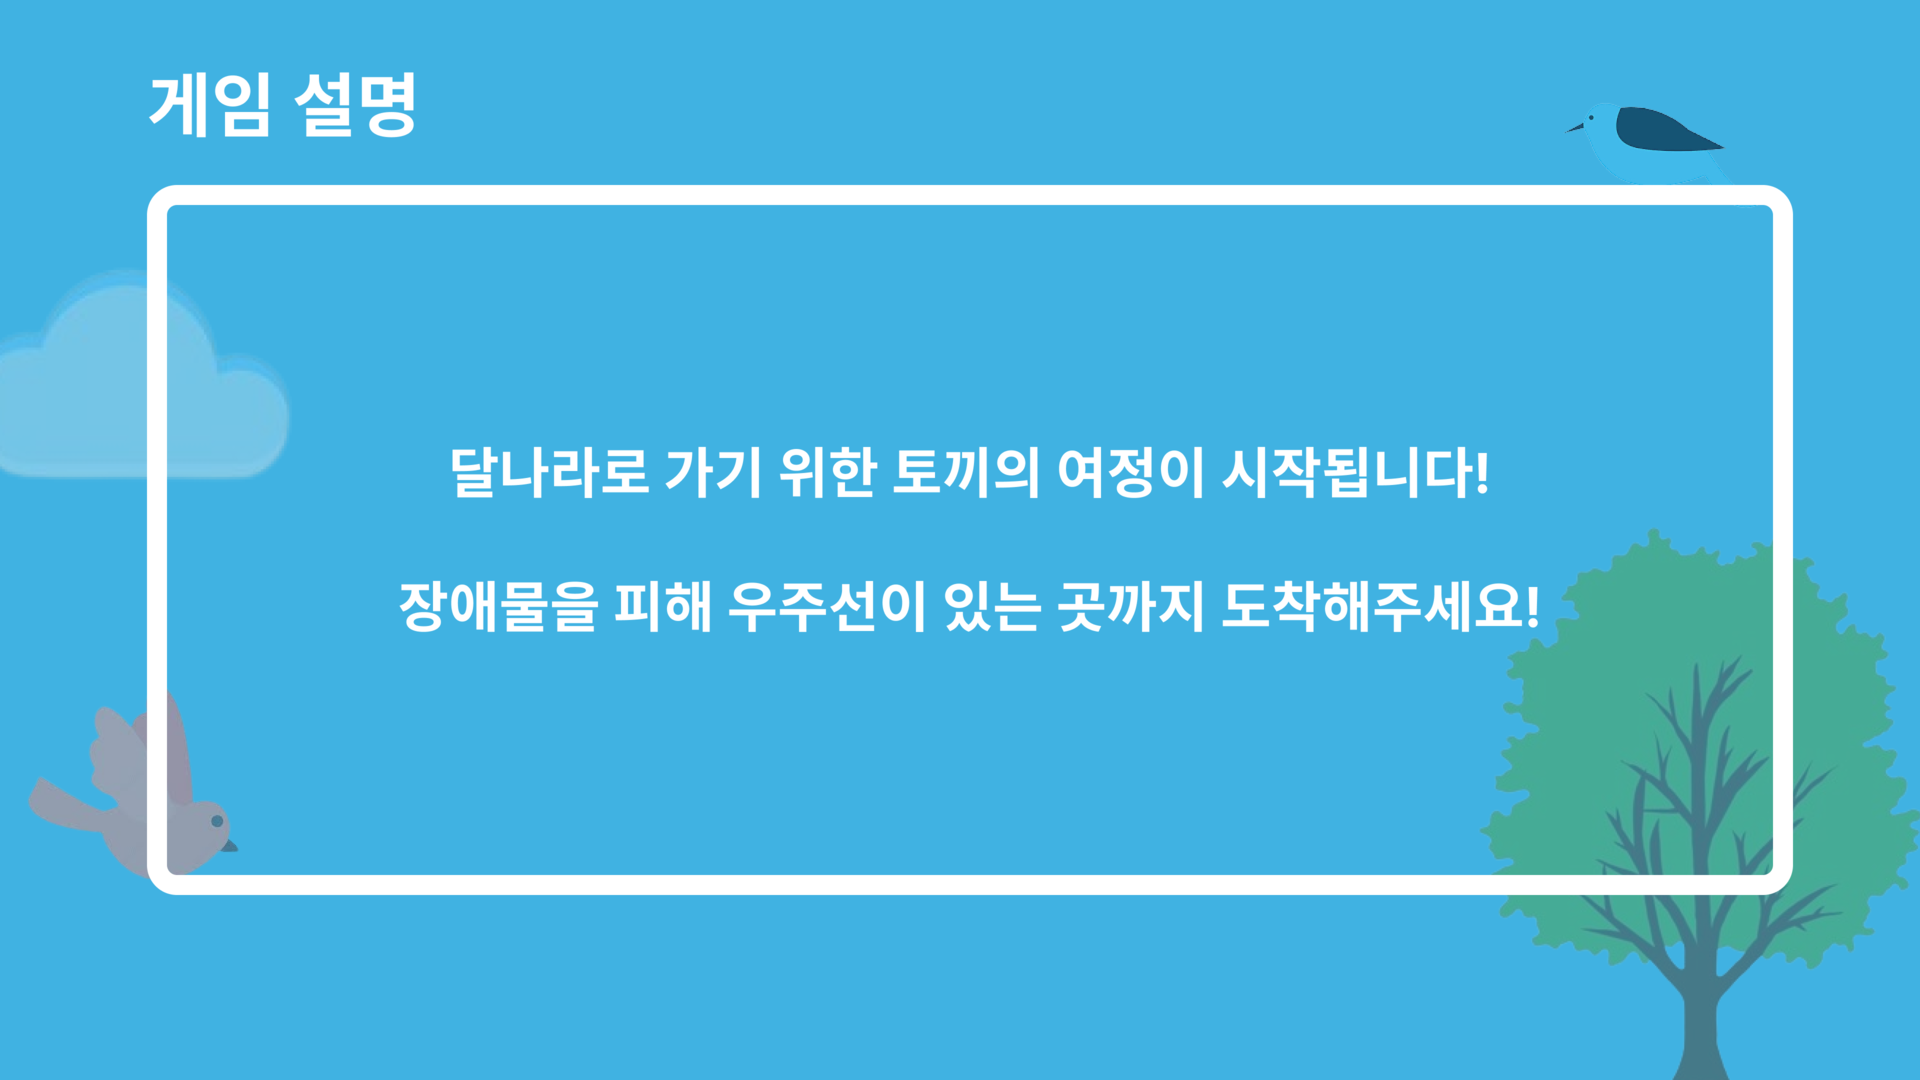 게임 설명
달나라로 가기 위한 토끼의 여정이 시작됩니다!
장애물을 피해 우주선이 있는 곳까지 도착해주세요!